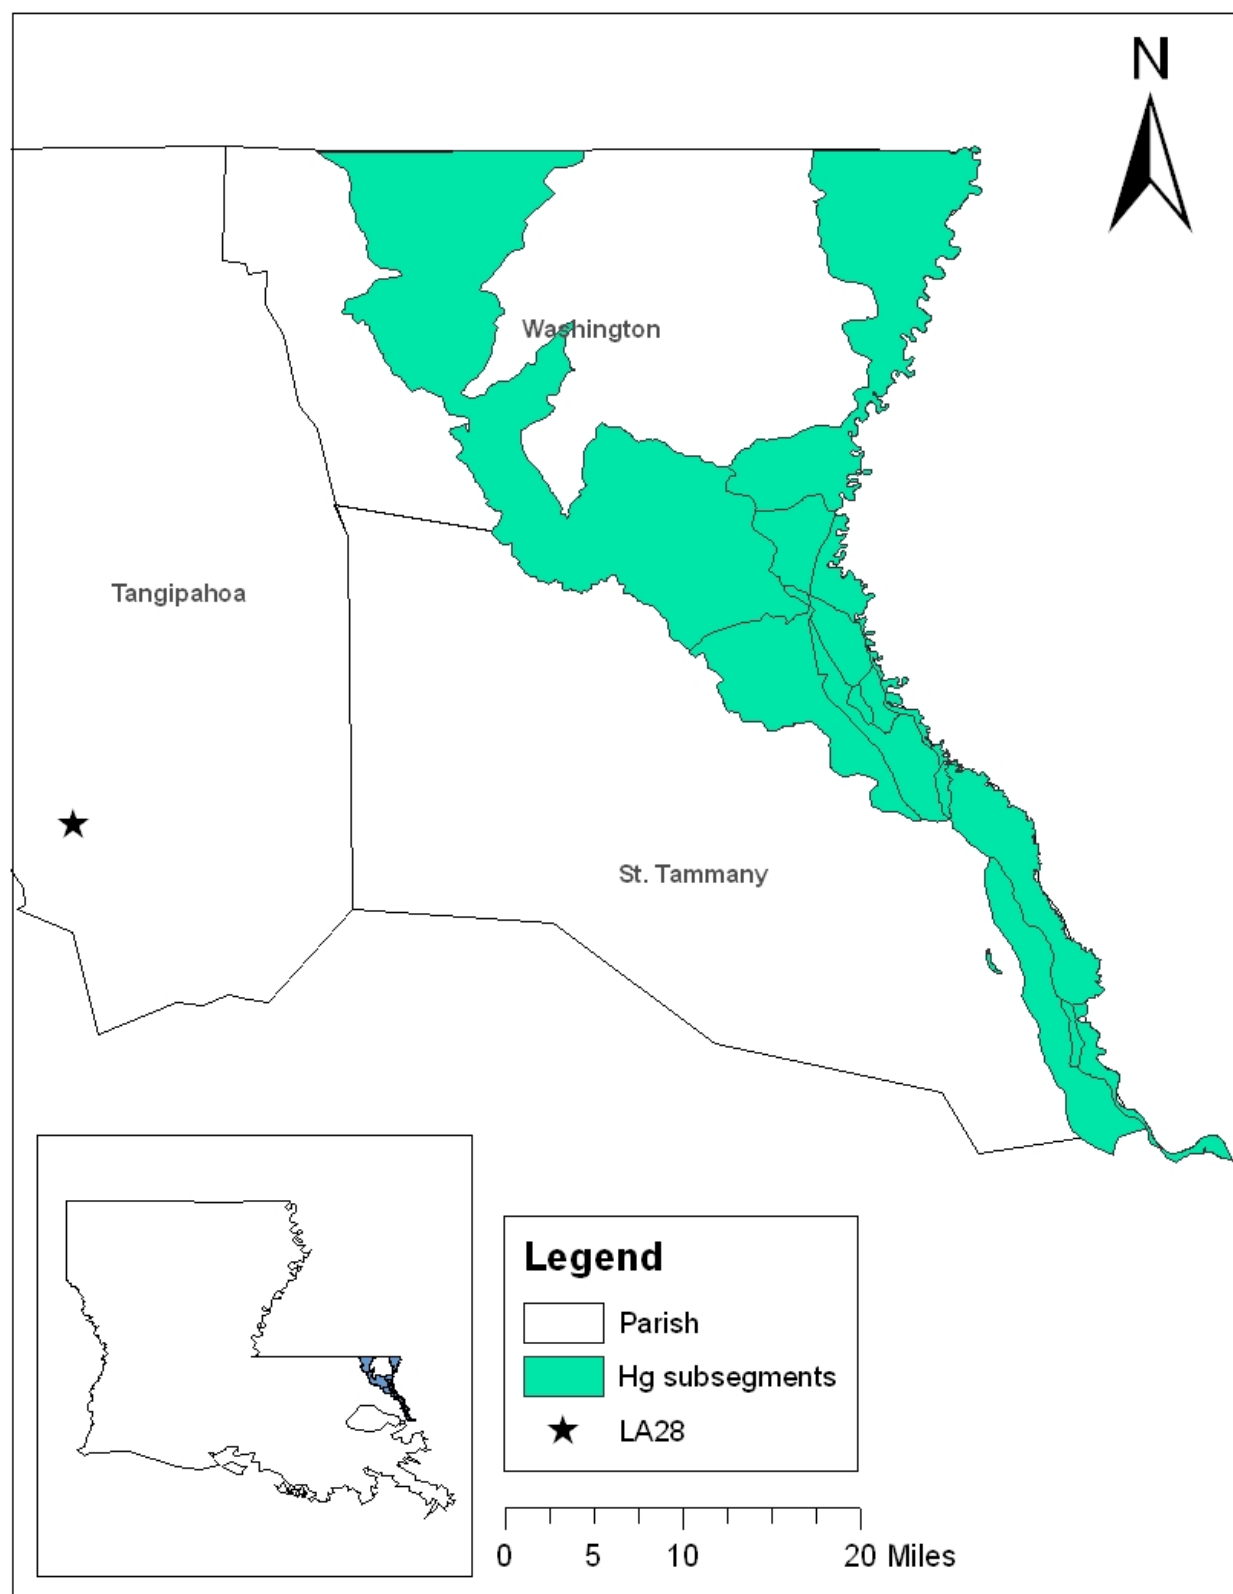 N
Washington
Tangipahoa
St. Tammany
Legend
Parish
Hg subsegments
LA28
0 5 10 20 Miles